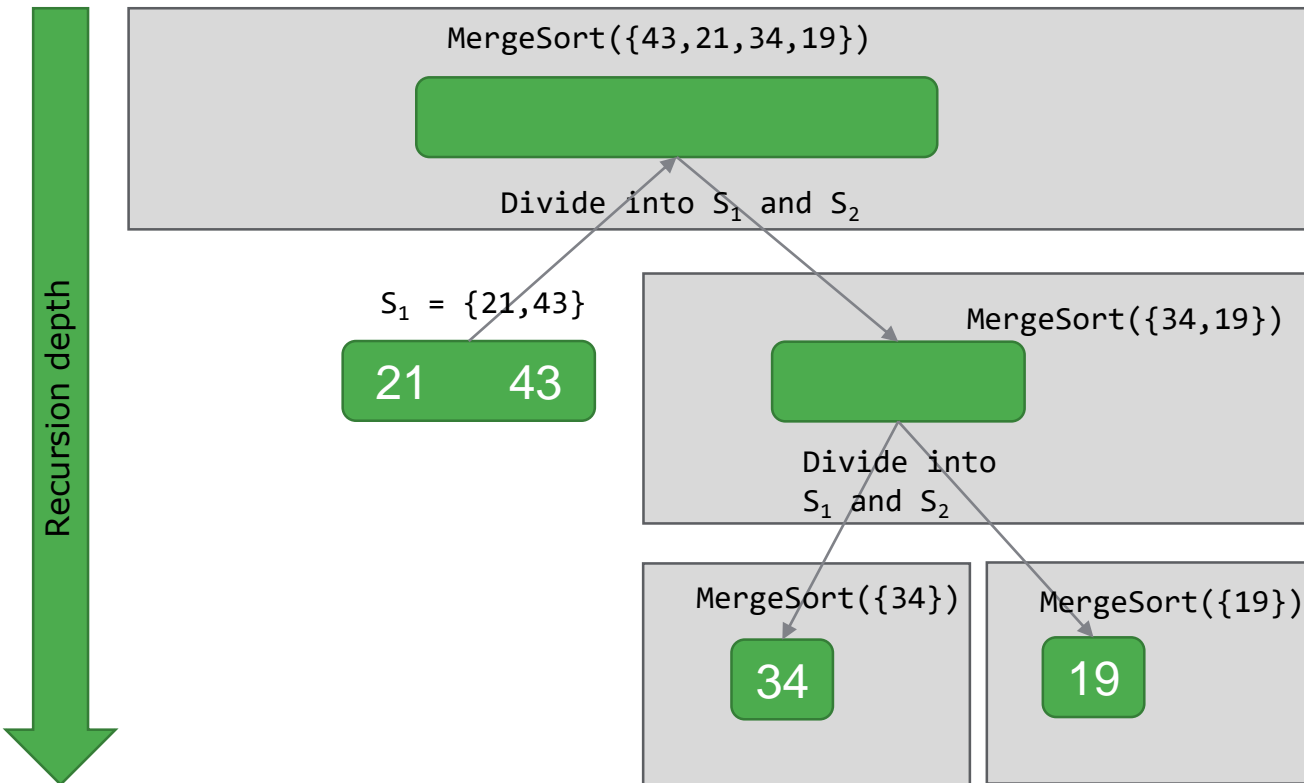 Recursion depth
MergeSort({43,21,34,19})
Divide into S₁ and S₂
S₁ = {21,43}
21 43
MergeSort({34,19})
Divide into
S₁ and S₂
MergeSort({34})
34
MergeSort({19})
19